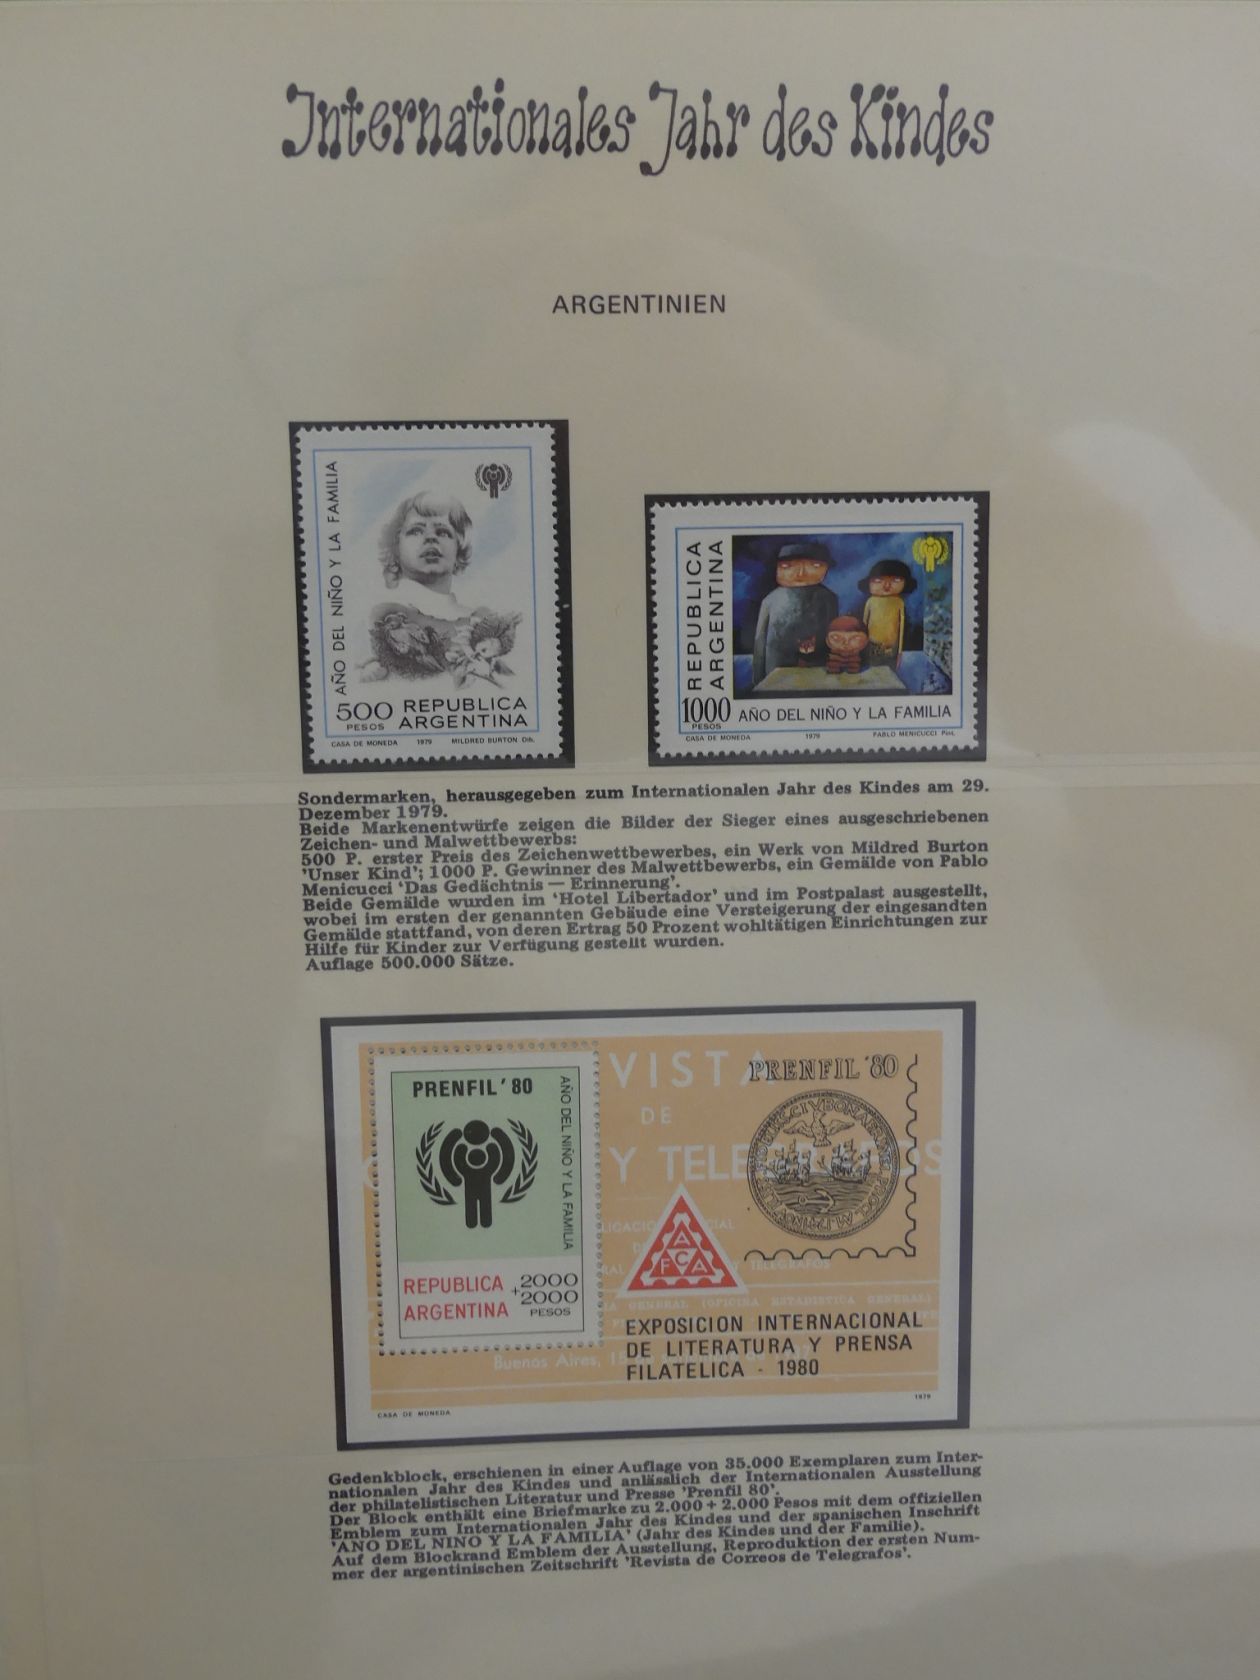 Internationales Jahr des Kindes
ARGENTINIEN
AÑO DEL NIÑO Y LA FAMILIA
500
PESOS
REPUBLICA
ARGENTINA
CASA DE MONEDA 1979 MILDRED BURTON Dib.
REPUBLICA
ARGENTINA
1000
PESOS
AÑO DEL NIÑO Y LA FAMILIA
CASA DE MONEDA 1979 PABLO MENICUCCI Pint.
Sondermarken, herausgegeben zum Internationalen Jahr des Kindes am 29.
Dezember 1979.
Beide Markenentwürfe zeigen die Bilder der Sieger eines ausgeschriebenen
Zeichen- und Malwettbewerbs:
500 P. erster Preis des Zeichenwettbewerbes, ein Werk von Mildred Burton
'Unser Kind'; 1000 P. Gewinner des Malwettbewerbs, ein Gemälde von Pablo
Menicucci 'Das Gedächtnis — Erinnerung'.
Beide Gemälde wurden im 'Hotel Libertador' und im Postpalast ausgestellt,
wobei im ersten der genannten Gebäude eine Versteigerung der eingesandten
Gemälde stattfand, von deren Ertrag 50 Prozent wohltätigen Einrichtungen zur
Hilfe für Kinder zur Verfügung gestellt wurden.
Auflage 500.000 Sätze.
PRENFIL '80
AÑO DEL NIÑO Y LA FAMILIA
REPUBLICA
ARGENTINA
2000
+2000
PESOS
VISTA
DE
Y TELEGRAFOS
PRENFIL '80
AFCA
Y TELEGRAFOS
GENERAL (OFICINA ESTADISTICA GENERAL)
Buenos Aires, 15
EXPOSICION INTERNACIONAL
DE LITERATURA Y PRENSA
FILATELICA - 1980
CASA DE MONEDA
1979
Gedenkblock, erschienen in einer Auflage von 35.000 Exemplaren zum Inter-
nationalen Jahr des Kindes und anlässlich der Internationalen Ausstellung
der philatelistischen Literatur und Presse 'Prenfil 80'.
Der Block enthält eine Briefmarke zu 2.000 + 2.000 Pesos mit dem offiziellen
Emblem zum Internationalen Jahr des Kindes und der spanischen Inschrift
'ANO DEL NINO Y LA FAMILIA' (Jahr des Kindes und der Familie).
Auf dem Blockrand Emblem der Ausstellung, Reproduktion der ersten Num-
mer der argentinischen Zeitschrift 'Revista de Correos de Telegrafos'.